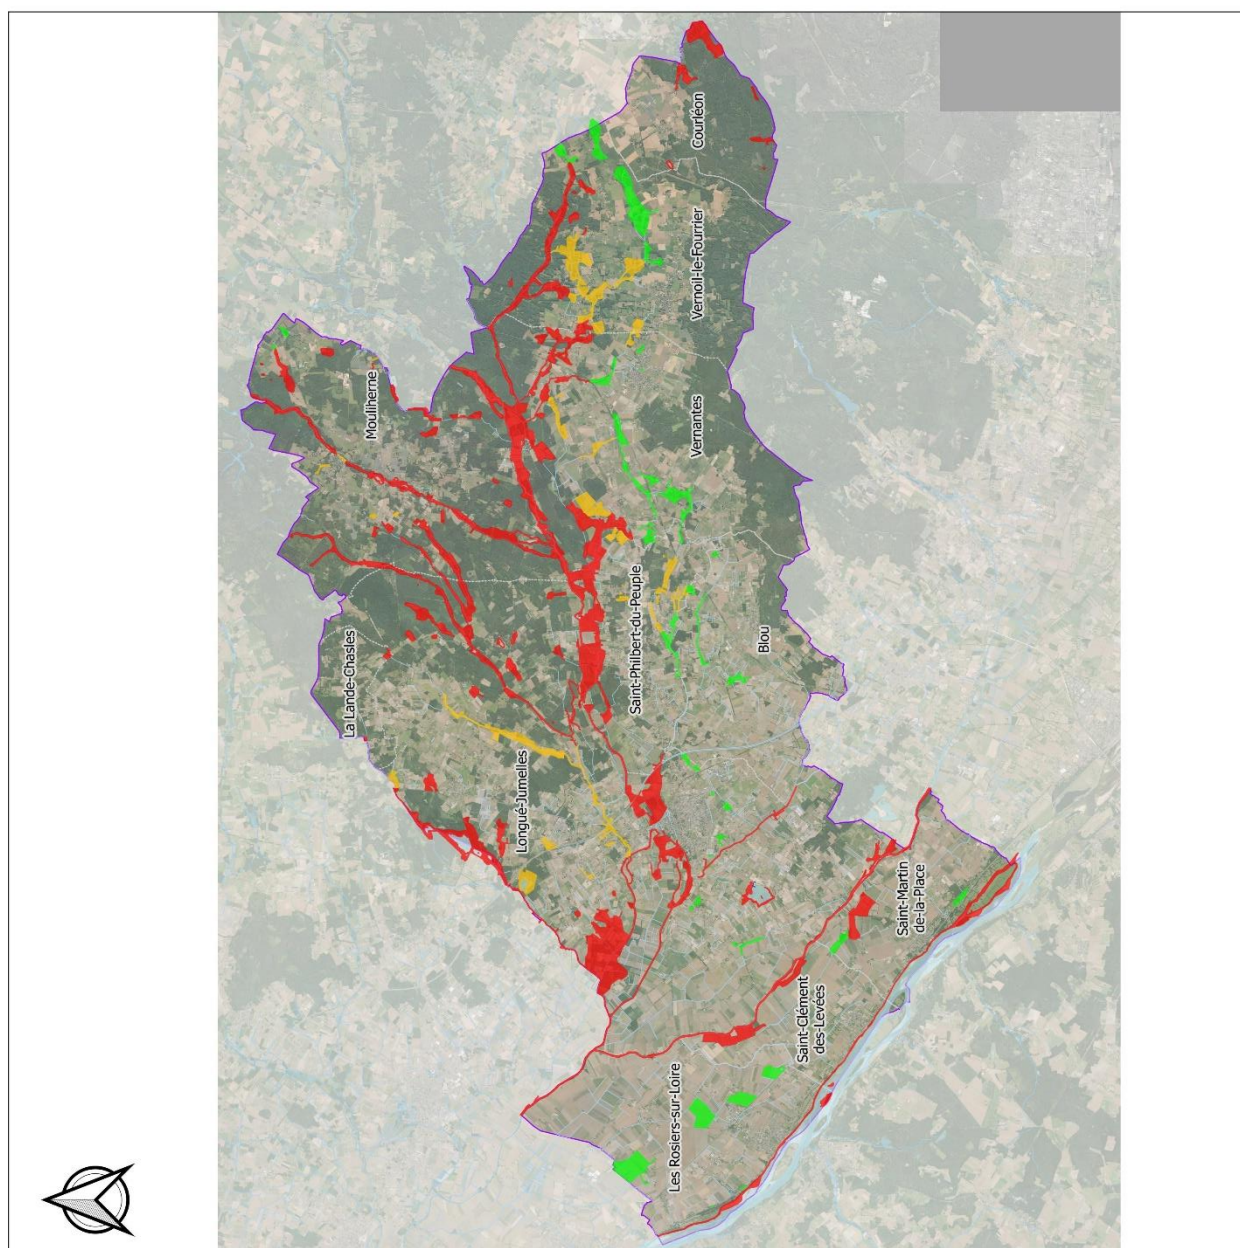 Courléon
Vernoil-le-Fourrier
Mouliherne
Vernantes
La Lande-Chasles
Saint-Philbert-du-Peuple
Blou
Longué-Jumelles
Saint-Martin
de-la-Place
Saint-Clément
des-Levées
Les Rosiers-sur-Loire